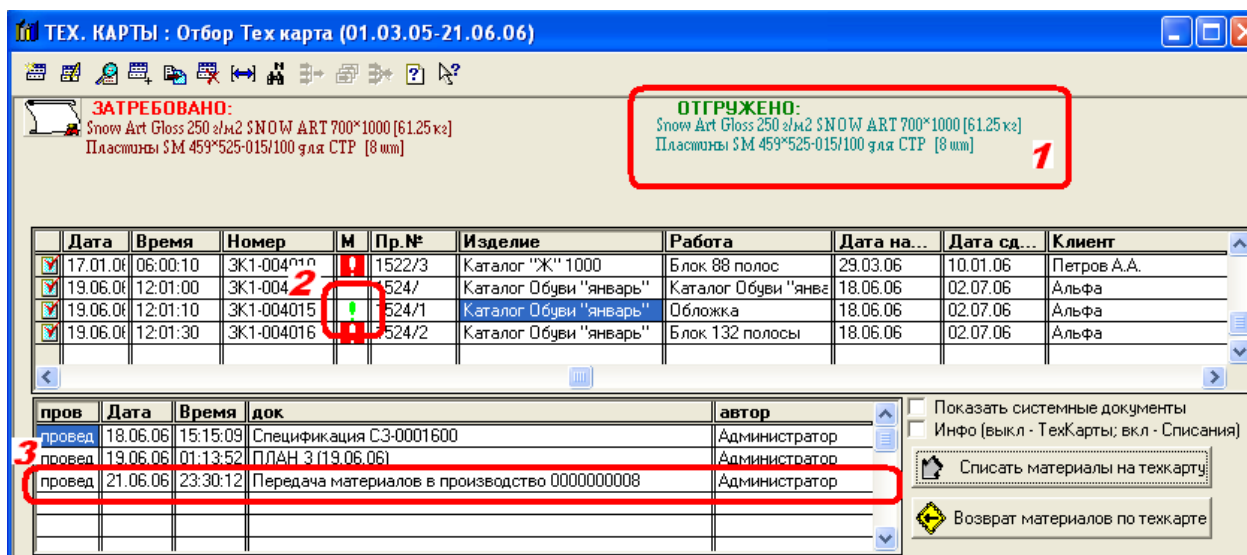 ТЕХ. КАРТЫ : Отбор Тех карта (01.03.05-21.06.06)
ЗАТРЕБОВАНО:
Snow Art Gloss 250 г/м2 SNOW ART 700*1000 [61.25 кг]
Пластины SM 459*525-015/100 для СТР [8 шт]
ОТГРУЖЕНО:
Snow Art Gloss 250 г/м2 SNOW ART 700*1000 [61.25 кг]
Пластины SM 459*525-015/100 для СТР [8 шт]
1
Дата Время Номер М Пр.№ Изделие Работа Дата на... Дата сд... Клиент
17.01.06 06:00:10 1522/3 Каталог "Ж" 1000 Блок 88 полос 29.03.06 10.01.06 Петров А.А.
19.06.06 12:01:00 ЗК1-004 1524/ Каталог Обуви "январь" Каталог Обуви "янва 18.06.06 02.07.06 Альфа
2
19.06.06 12:01:10 ЗК1-004015 1524/1 Каталог Обуви "январь" Обложка 18.06.06 02.07.06 Альфа
19.06.06 12:01:30 ЗК1-004016 1524/2 Каталог Обуви "январь" Блок 132 полосы 18.06.06 02.07.06 Альфа
пров Дата Время док автор
провед 18.06.06 15:15:09 Спецификация СЗ-0001600 Администратор
провед 19.06.06 01:13:52 ПЛАН 3 (19.06.06) Администратор
3
провед 21.06.06 23:30:12 Передача материалов в производство 0000000008 Администратор
Показать системные документы
Инфо (выкл - ТехКарты; вкл - Списания)
Списать материалы на техкарту
Возврат материалов по техкарте